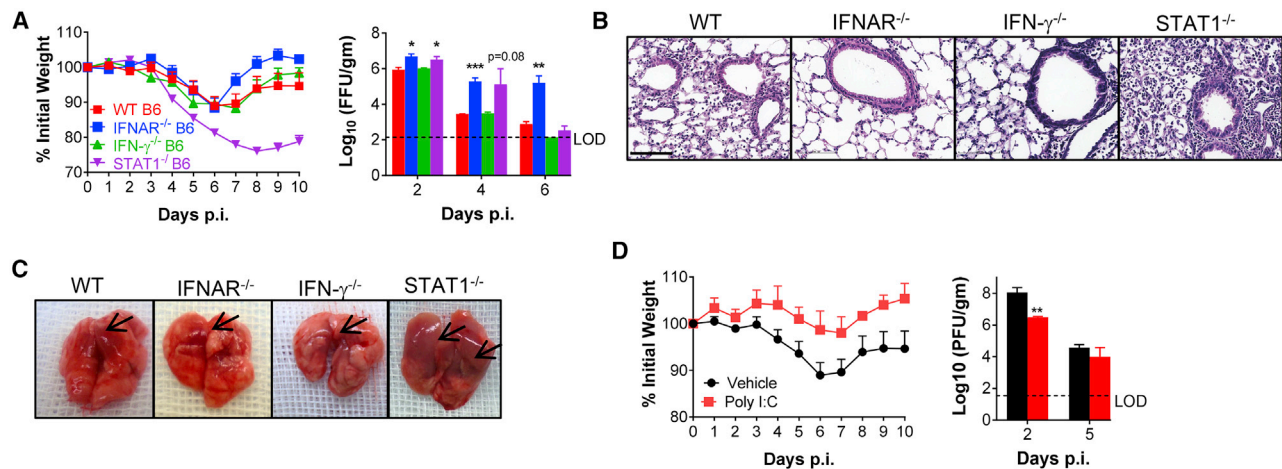 A
% Initial Weight
110
100
90
80
70
WT B6
IFNAR⁻/⁻ B6
IFN-γ⁻/⁻ B6
STAT1⁻/⁻ B6
0 1 2 3 4 5 6 7 8 9 10
Days p.i.
Log₁₀ (FFU/gm)
8
6
4
2
0
* *
*** p=0.08
**
LOD
2 4 6
Days p.i.
B
WT IFNAR⁻/⁻ IFN-γ⁻/⁻ STAT1⁻/⁻
C
WT IFNAR⁻/⁻ IFN-γ⁻/⁻ STAT1⁻/⁻
D
% Initial Weight
110
100
90
80
Vehicle
Poly I:C
0 1 2 3 4 5 6 7 8 9 10
Days p.i.
Log10 (PFU/gm)
8
6
4
2
0
**
LOD
2 5
Days p.i.